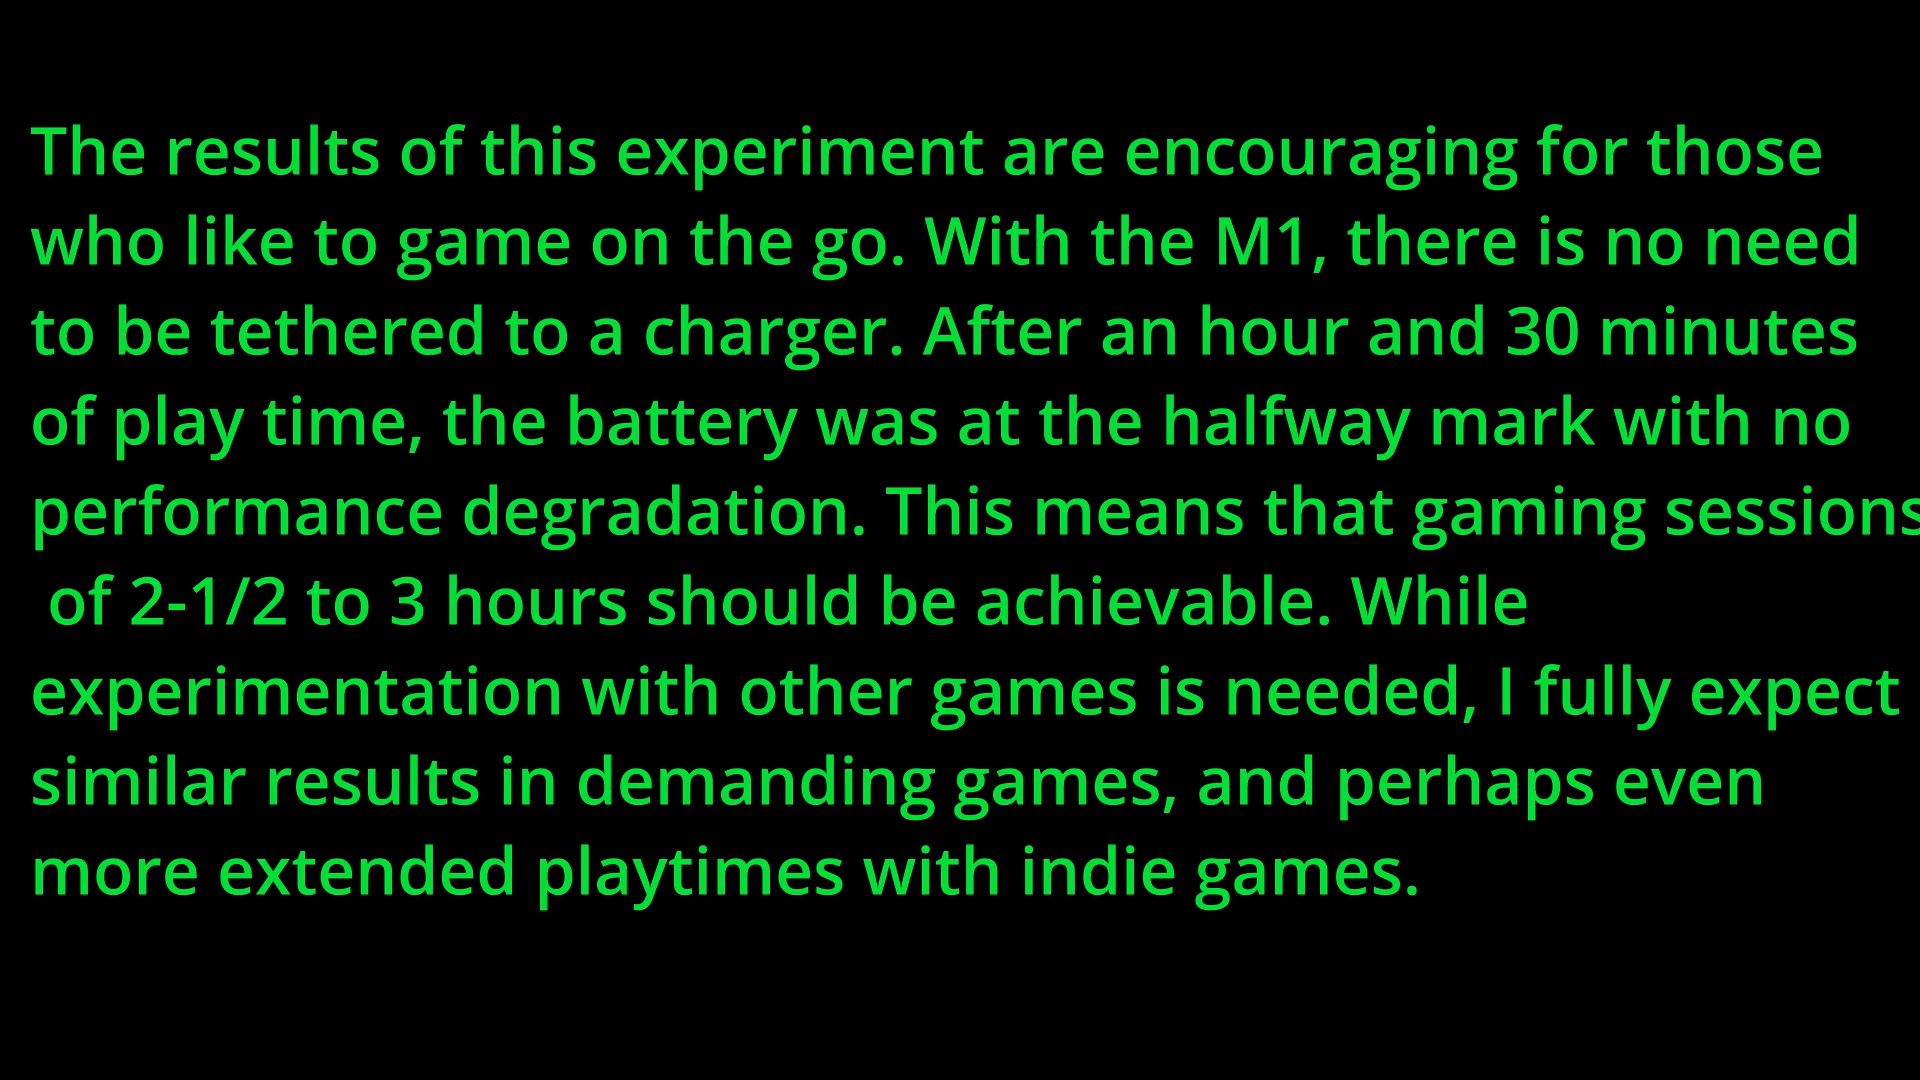 The results of this experiment are encouraging for those
who like to game on the go. With the M1, there is no need
to be tethered to a charger. After an hour and 30 minutes
of play time, the battery was at the halfway mark with no
performance degradation. This means that gaming sessions
of 2-1/2 to 3 hours should be achievable. While
experimentation with other games is needed, I fully expect
similar results in demanding games, and perhaps even
more extended playtimes with indie games.